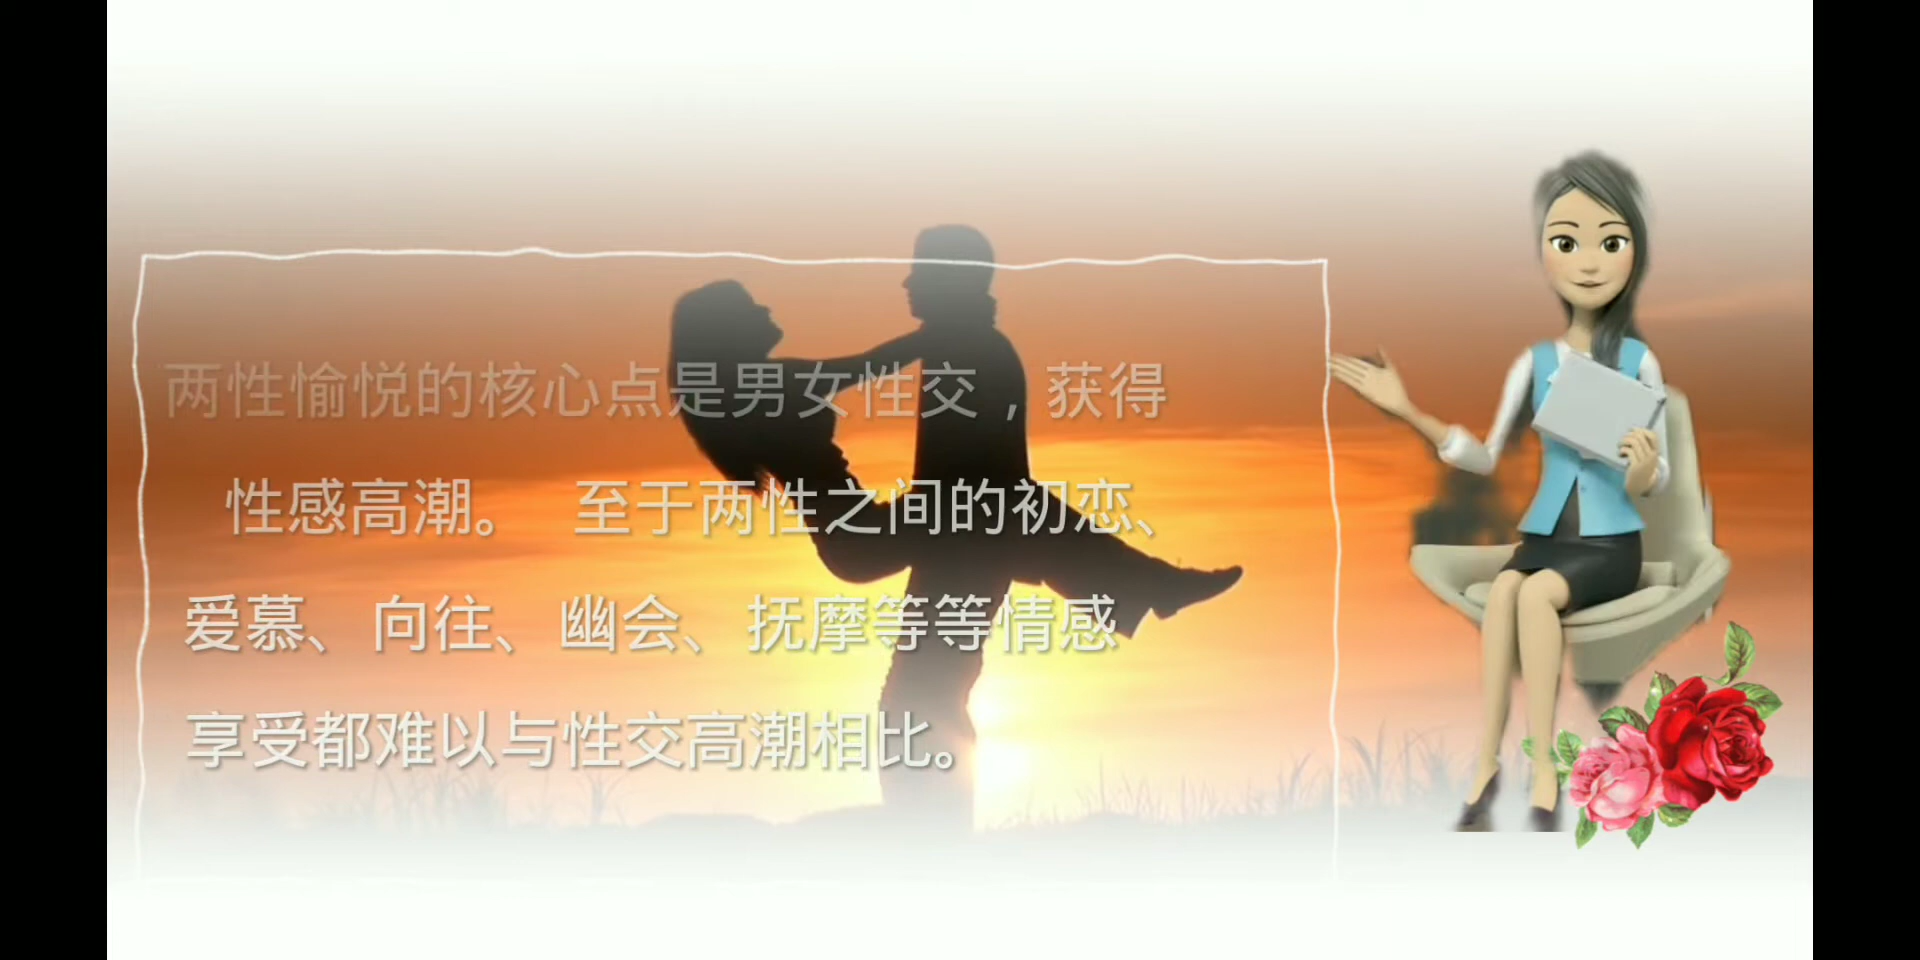 两性愉悦的核心点是男女性交，获得
性感高潮。 至于两性之间的初恋、
爱慕、向往、幽会、抚摩等等情感
享受都难以与性交高潮相比。